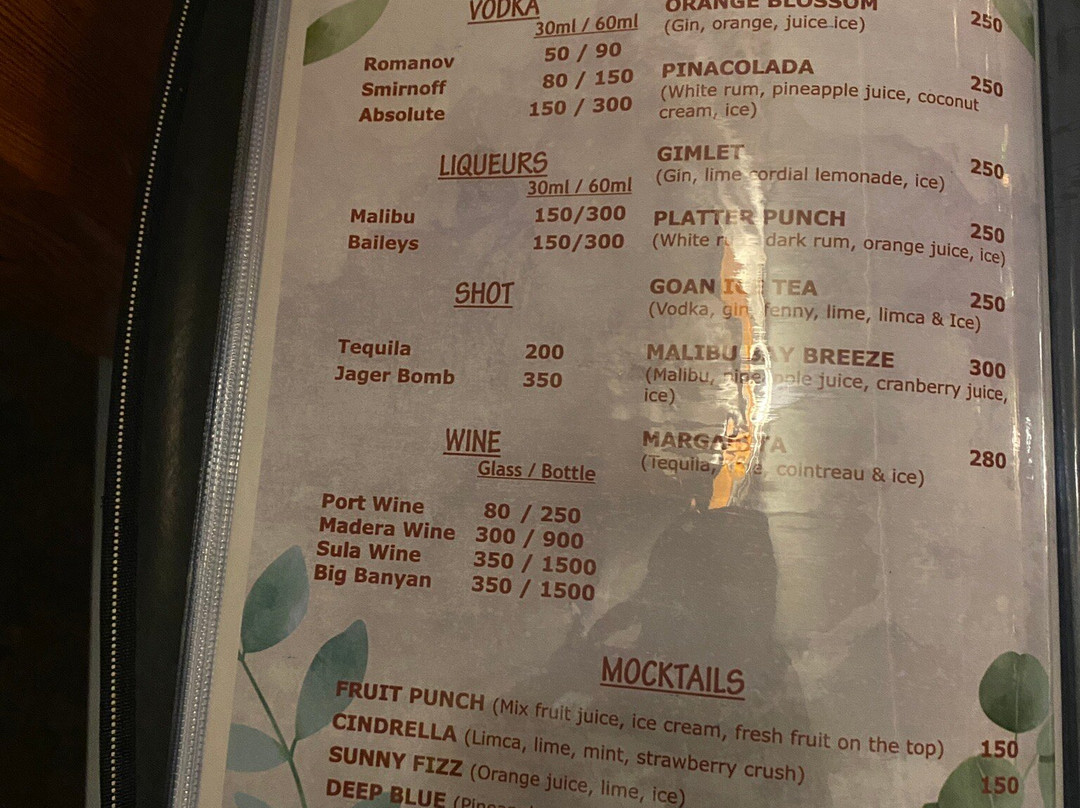 VODKA
30ml / 60ml
Romanov 50 / 90
Smirnoff 80 / 150
Absolute 150 / 300
LIQUEURS
30ml / 60ml
Malibu 150/300
Baileys 150/300
SHOT
Tequila 200
Jager Bomb 350
WINE
Glass / Bottle
Port Wine 80 / 250
Madera Wine 300 / 900
Sula Wine 350 / 1500
Big Banyan 350 / 1500
ORANGE BLOSSOM 250
(Gin, orange, juice ice)
PINACOLADA 250
(White rum, pineapple juice, coconut
cream, ice)
GIMLET 250
(Gin, lime cordial lemonade, ice)
PLATTER PUNCH 250
(White dark rum, orange juice, ice)
GOAN TEA 250
(Vodka, gin, fenny, lime, limca & Ice)
MALIBU BREEZE 300
(Malibu, pineapple juice, cranberry juice,
ice)
MARGARITA 280
(Tequila, cointreau & ice)
MOCKTAILS
FRUIT PUNCH (Mix fruit juice, ice cream, fresh fruit on the top) 150
CINDRELLA (Limca, lime, mint, strawberry crush) 150
SUNNY FIZZ (Orange juice, lime, ice)
DEEP BLUE